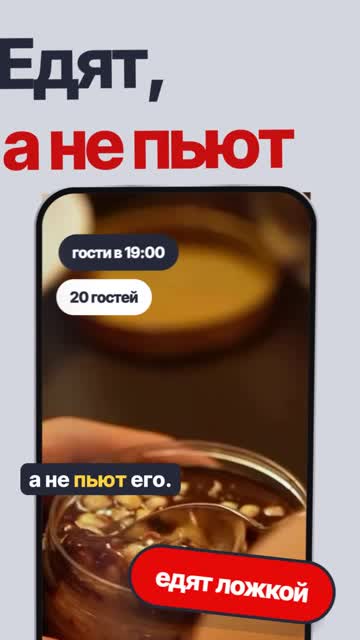 Едят,
а не пьют
гости в 19:00
20 гостей
а не пьют его.
едят ложкой